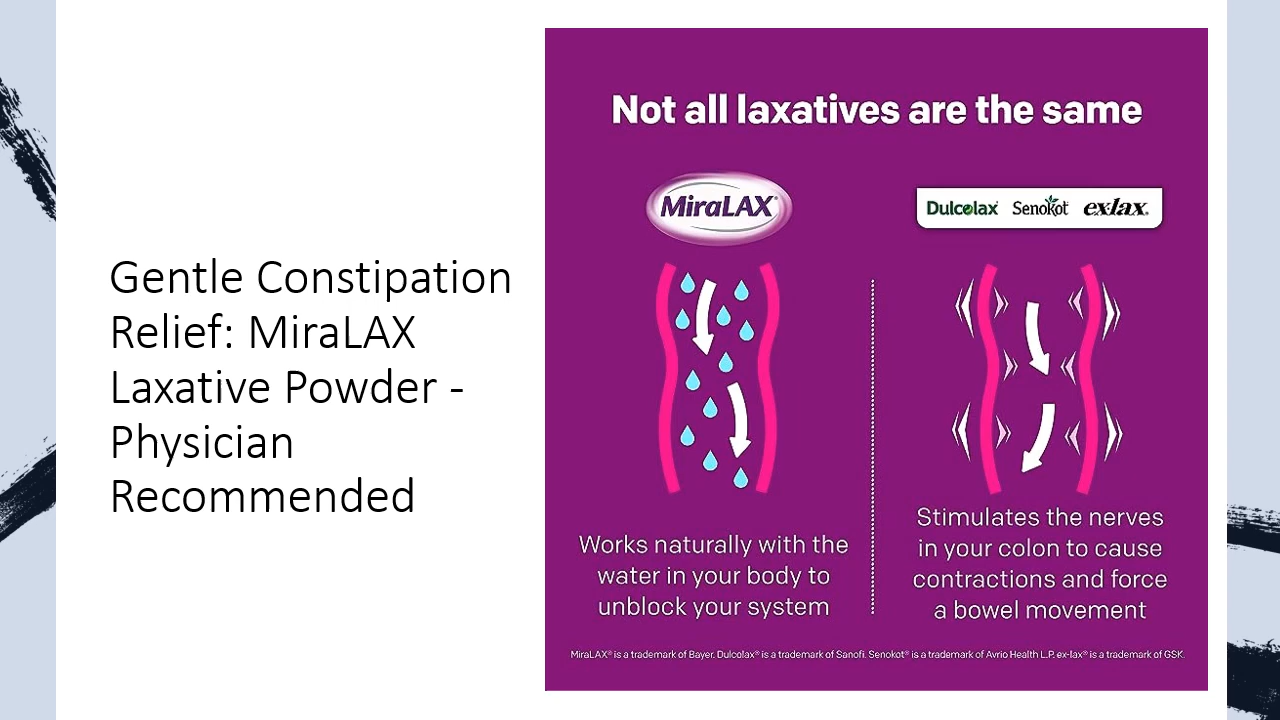 Gentle Constipation
Relief: MiraLAX
Laxative Powder -
Physician
Recommended
Not all laxatives are the same
MiraLAX®
Dulcolax® Senokot® ex-lax®.
Works naturally with the
water in your body to
unblock your system
Stimulates the nerves
in your colon to cause
contractions and force
a bowel movement
MiraLAX® is a trademark of Bayer. Dulcolax® is a trademark of Sanofi. Senokot® is a trademark of Avrio Health L.P. ex-lax® is a trademark of GSK.